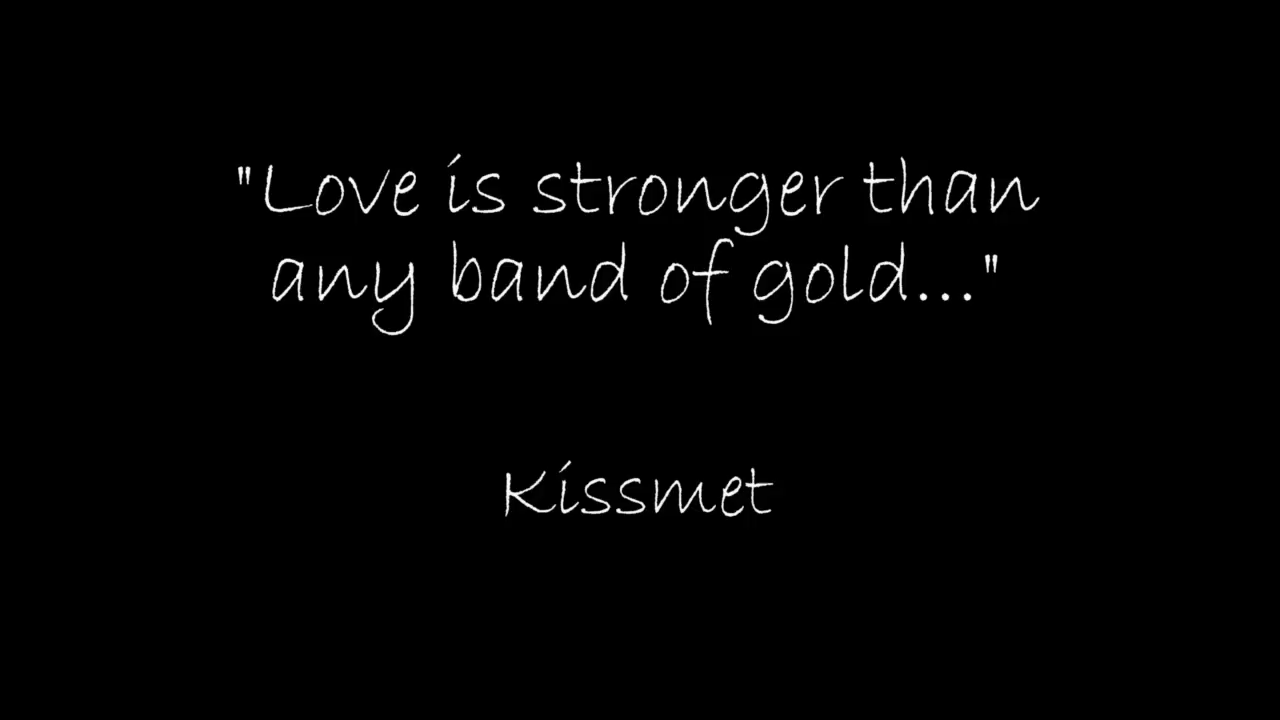 "Love is stronger than
any band of gold..."
Kissmet